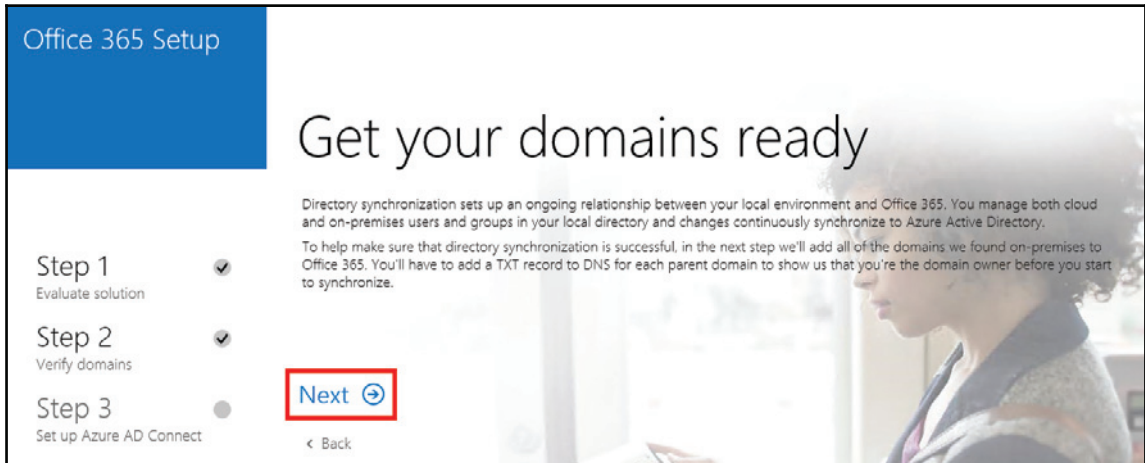 Office 365 Setup
Get your domains ready
Directory synchronization sets up an ongoing relationship between your local environment and Office 365. You manage both cloud
and on-premises users and groups in your local directory and changes continuously synchronize to Azure Active Directory.
To help make sure that directory synchronization is successful, in the next step we'll add all of the domains we found on-premises to
Office 365. You'll have to add a TXT record to DNS for each parent domain to show us that you're the domain owner before you start
to synchronize.
Step 1
Evaluate solution
Step 2
Verify domains
Step 3
Set up Azure AD Connect
Next
< Back